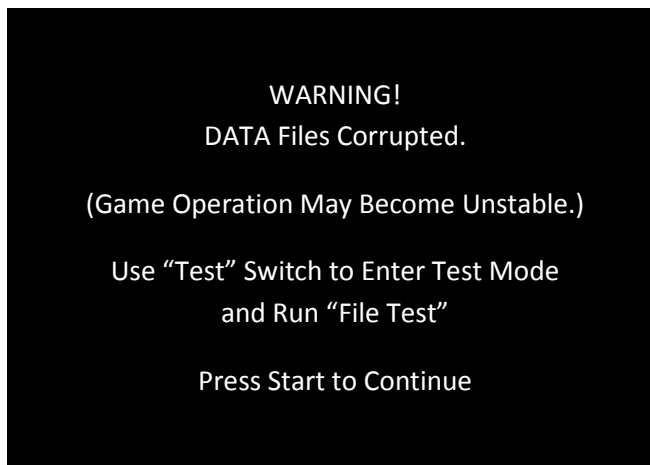 WARNING!
DATA Files Corrupted.
(Game Operation May Become Unstable.)
Use “Test” Switch to Enter Test Mode
and Run “File Test”
Press Start to Continue